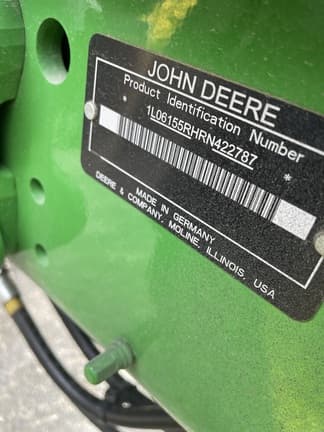 JOHN DEERE
Product Identification Number
1L06155RHRN422787 *
MADE IN GERMANY
DEERE & COMPANY, MOLINE, ILLINOIS, USA